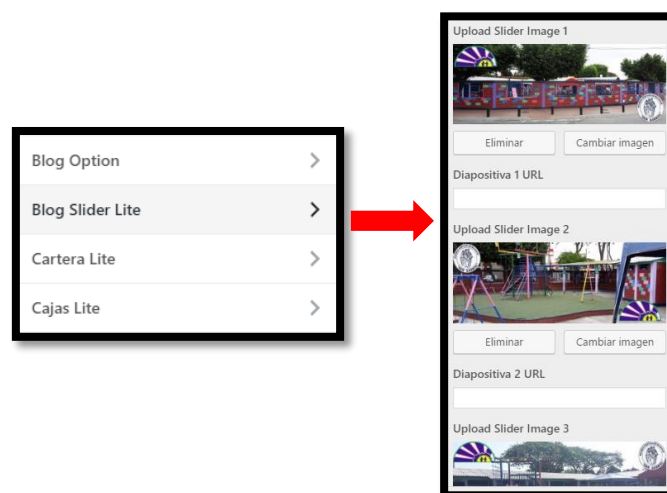 Blog Option
Blog Slider Lite
Cartera Lite
Cajas Lite
Upload Slider Image 1
Eliminar
Cambiar imagen
Diapositiva 1 URL
Upload Slider Image 2
Eliminar
Cambiar imagen
Diapositiva 2 URL
Upload Slider Image 3